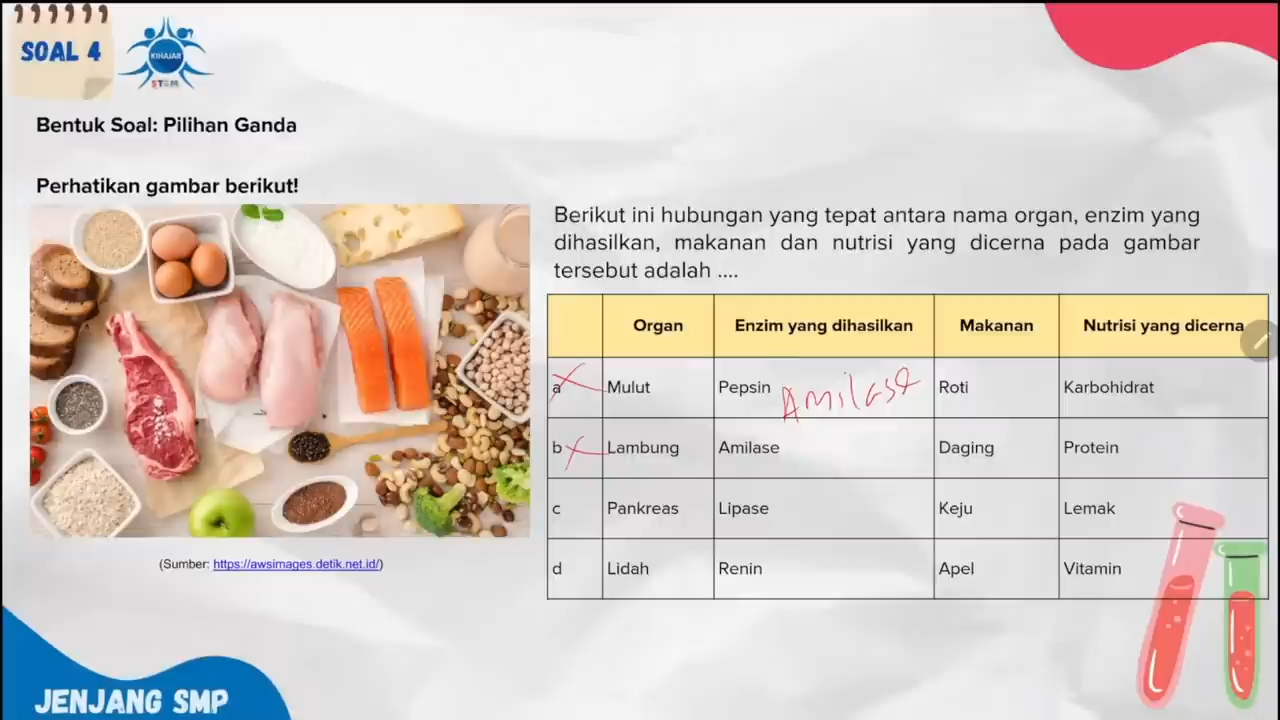 SOAL 4
KIHAJAR
STEM
Bentuk Soal: Pilihan Ganda
Perhatikan gambar berikut!
Berikut ini hubungan yang tepat antara nama organ, enzim yang
dihasilkan, makanan dan nutrisi yang dicerna pada gambar
tersebut adalah ....
Organ Enzim yang dihasilkan Makanan Nutrisi yang dicerna
a Mulut Pepsin Amilase Roti Karbohidrat
b Lambung Amilase Daging Protein
c Pankreas Lipase Keju Lemak
d Lidah Renin Apel Vitamin
(Sumber: https://awsimages.detik.net.id/)
JENJANG SMP